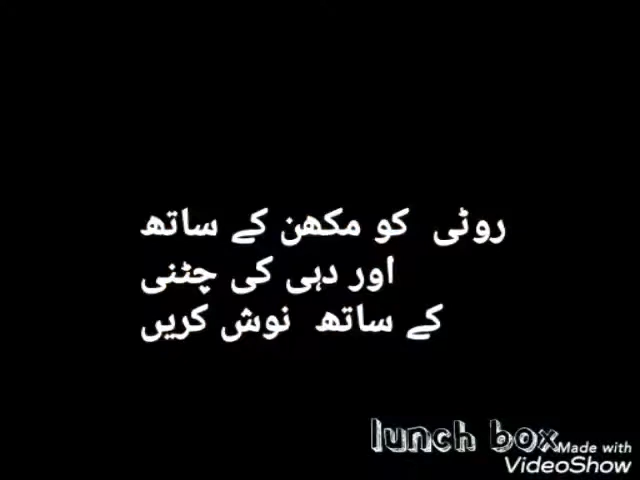 روٹی کو مکھن کے ساتھ
اور دہی کی چٹنی
کے ساتھ نوش کریں
lunch box
Made with
VideoShow